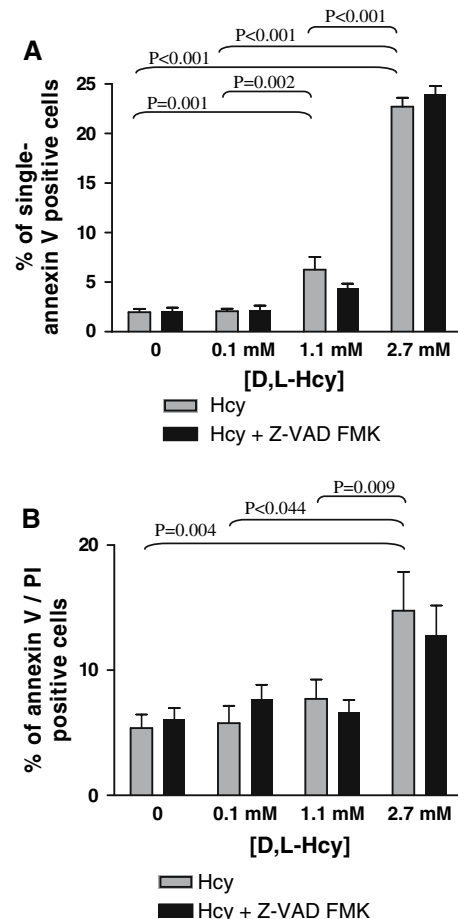 A
P<0.001
P<0.001
P<0.001
P=0.002
P=0.001
% of single-
annexin V positive cells
25
20
15
10
5
0
0 0.1 mM 1.1 mM 2.7 mM
[D,L-Hcy]
Hcy
Hcy + Z-VAD FMK
B
P=0.009
P<0.044
P=0.004
% of annexin V / PI
positive cells
20
10
0
0 0.1 mM 1.1 mM 2.7 mM
[D,L-Hcy]
Hcy
Hcy + Z-VAD FMK